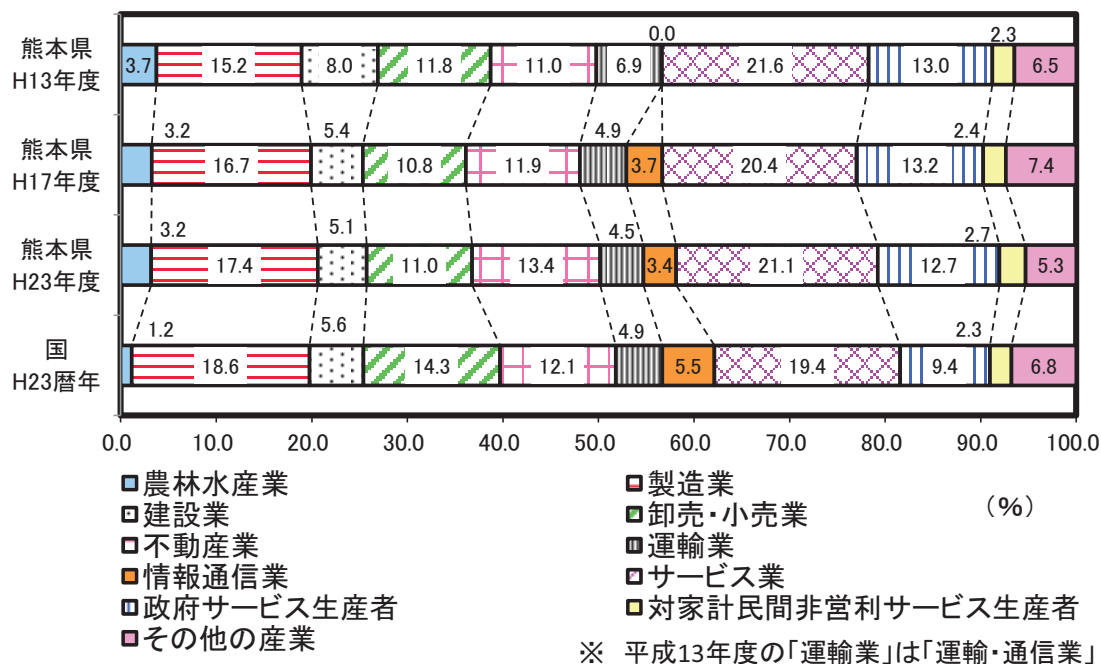 0.0 2.3
熊本県
H13年度
3.7 15.2 8.0 11.8 11.0 6.9 21.6 13.0 6.5
3.2 5.4 4.9 2.4
熊本県
H17年度
16.7 10.8 11.9 3.7 20.4 13.2 7.4
3.2 5.1 4.5 2.7
熊本県
H23年度
17.4 11.0 13.4 3.4 21.1 12.7 5.3
1.2 5.6 4.9 2.3
国
H23暦年
18.6 14.3 12.1 5.5 19.4 9.4 6.8
0.0 10.0 20.0 30.0 40.0 50.0 60.0 70.0 80.0 90.0 100.0
農林水産業 製造業
(%)
建設業 卸売・小売業
不動産業 運輸業
情報通信業 サービス業
政府サービス生産者 対家計民間非営利サービス生産者
その他の産業
※ 平成13年度の「運輸業」は「運輸・通信業」